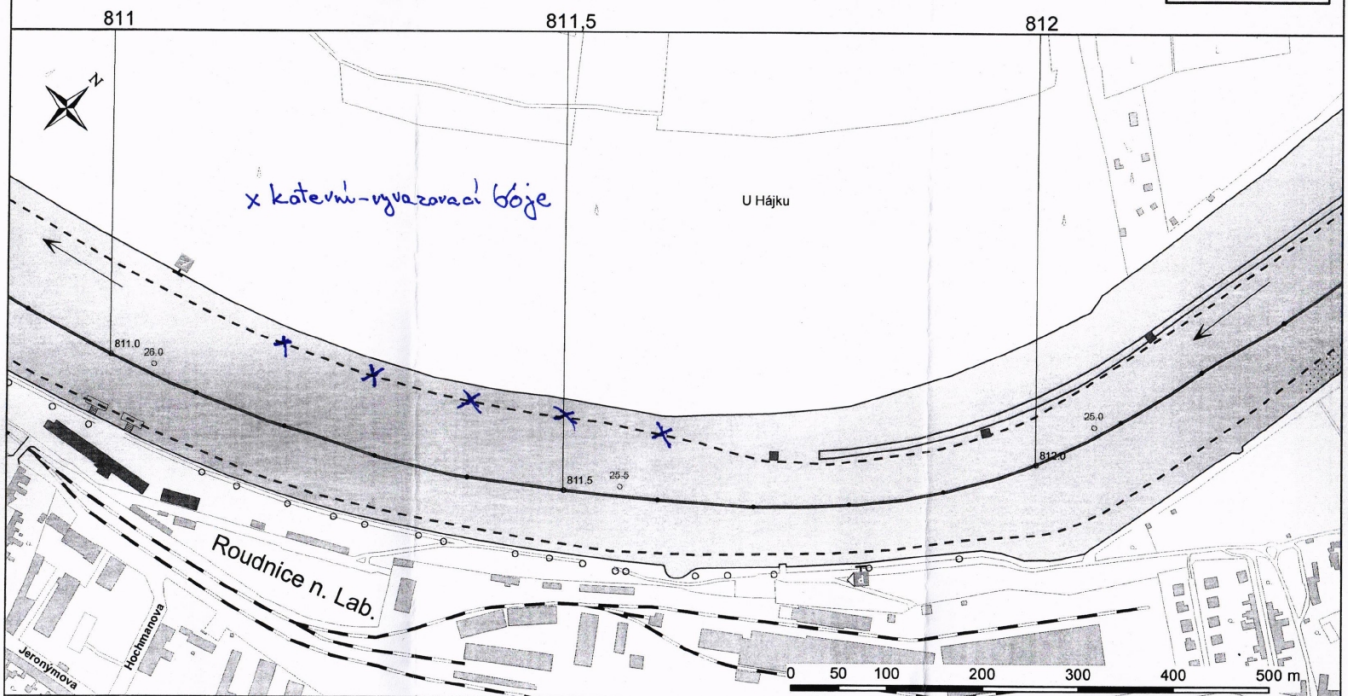 811 811,5 812
N
x kotevní-vyvazovací bóje
U Hájku
811.0
26.0
25.0
812.0
811.5
25.5
Roudnice n. Lab.
Hochmanova
Jeronýmova
0 50 100 200 300 400 500 m